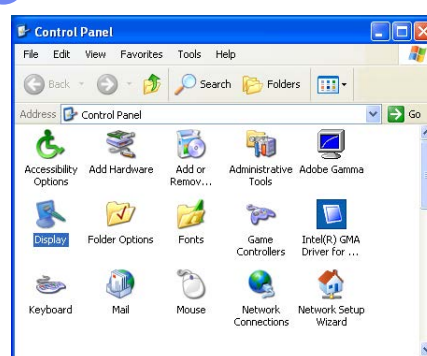 Control Panel
File Edit View Favorites Tools Help
Back Search Folders
Address Control Panel Go
Accessibility Options Add Hardware Add or Remov... Administrative Tools Adobe Gamma
Display Folder Options Fonts Game Controllers Intel(R) GMA Driver for ...
Keyboard Mail Mouse Network Connections Network Setup Wizard